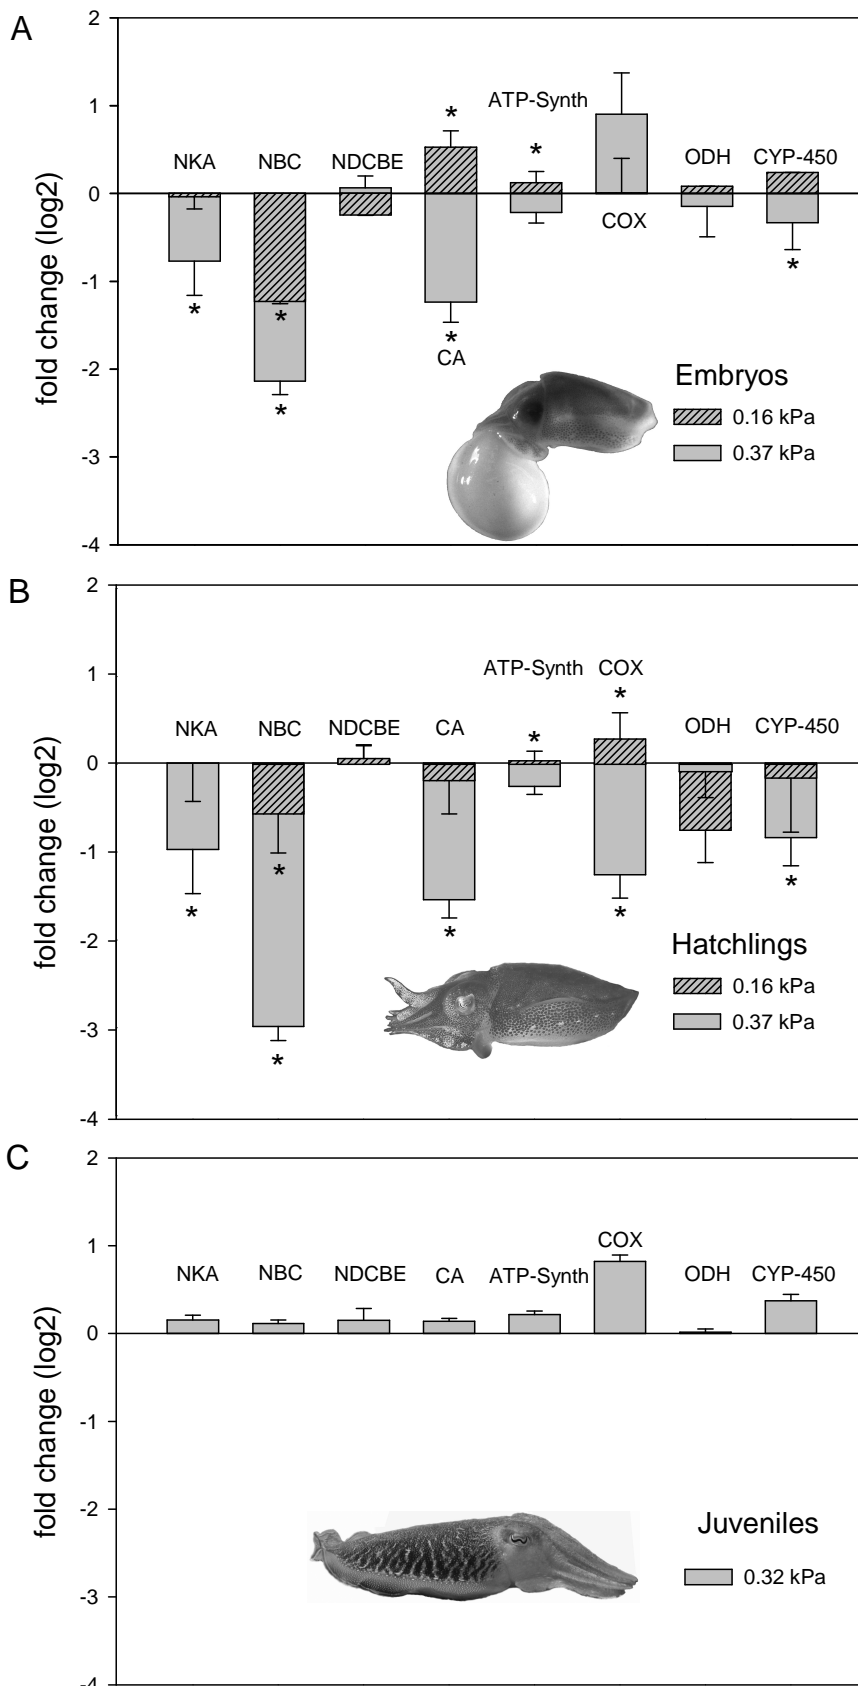 A
2
1
0
-1
-2
-3
-4
fold change (log2)
ATP-Synth
* *
NKA NBC NDCBE ODH CYP-450
COX
*
* * *
CA
*
Embryos
0.16 kPa
0.37 kPa
B
2
1
0
-1
-2
-3
-4
fold change (log2)
ATP-Synth COX
*
NKA NBC NDCBE CA * ODH CYP-450
*
* * * *
*
Hatchlings
0.16 kPa
0.37 kPa
C
2
1
0
-1
-2
-3
-4
fold change (log2)
COX
NKA NBC NDCBE CA ATP-Synth ODH CYP-450
Juveniles
0.32 kPa